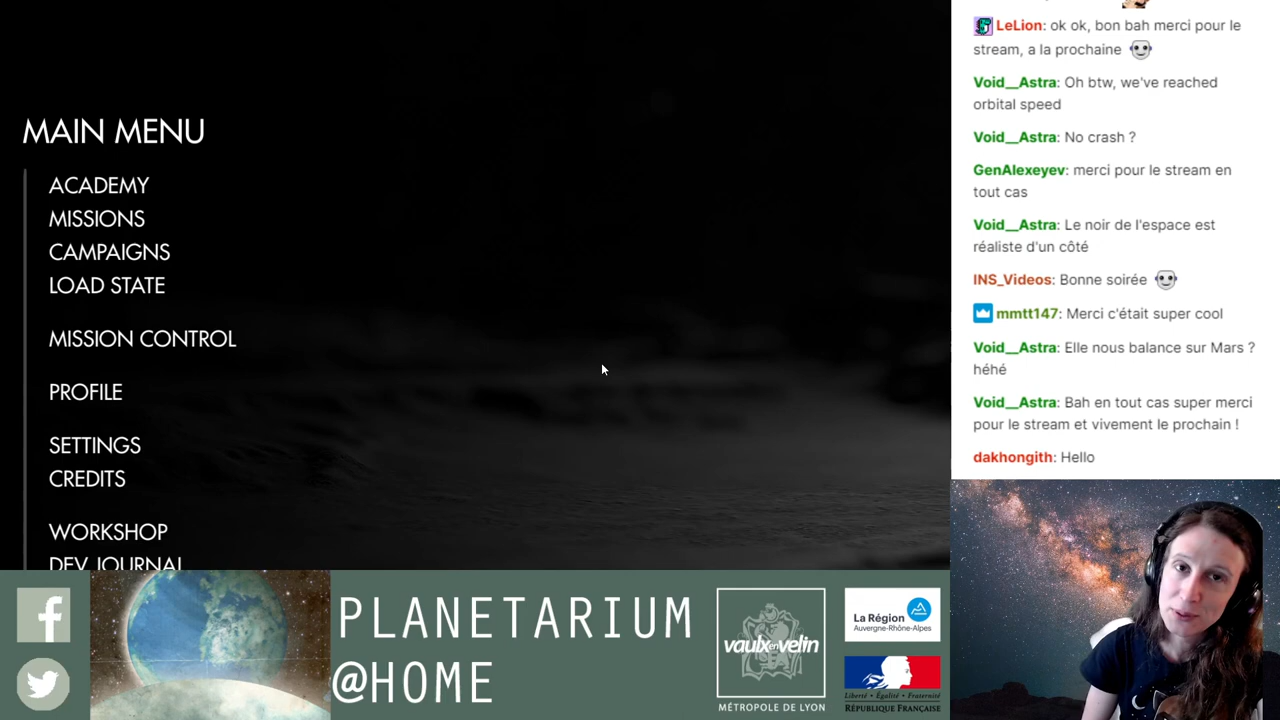 MAIN MENU
ACADEMY
MISSIONS
CAMPAIGNS
LOAD STATE
MISSION CONTROL
PROFILE
SETTINGS
CREDITS
WORKSHOP
DEV JOURNAL
LeLion: ok ok, bon bah merci pour le
stream, a la prochaine
Void__Astra: Oh btw, we've reached
orbital speed
Void__Astra: No crash ?
GenAlexeyev: merci pour le stream en
tout cas
Void__Astra: Le noir de l'espace est
réaliste d'un côté
INS_Videos: Bonne soirée
mmtt147: Merci c'était super cool
Void__Astra: Elle nous balance sur Mars ?
héhé
Void__Astra: Bah en tout cas super merci
pour le stream et vivement le prochain !
dakhongith: Hello
PLANETARIUM
@HOME
vaulx en velin
MÉTROPOLE DE LYON
La Région
Auvergne-Rhône-Alpes
Liberté • Égalité • Fraternité
RÉPUBLIQUE FRANÇAISE